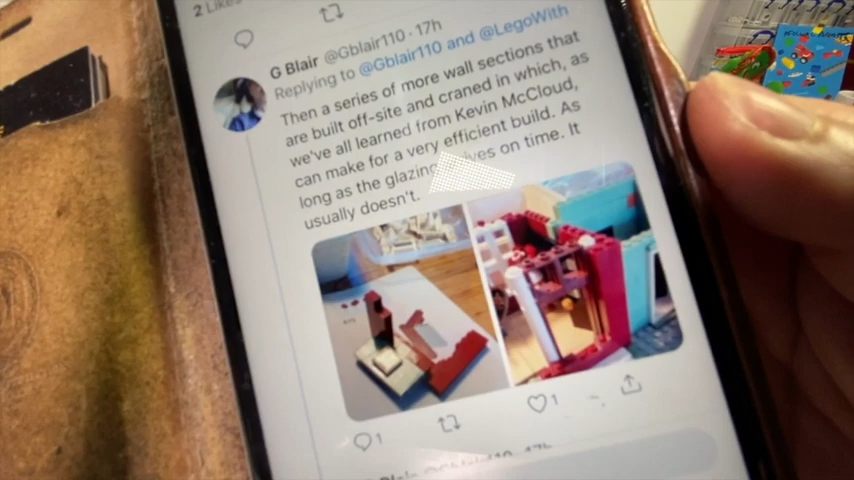 2 Likes
G Blair @Gblair110 · 17h
Replying to @Gblair110 and @LegoWith
Then a series of more wall sections that
are built off-site and craned in which, as
we've all learned from Kevin McCloud,
can make for a very efficient build. As
long as the glazing on time. It
usually doesn't.
1
1